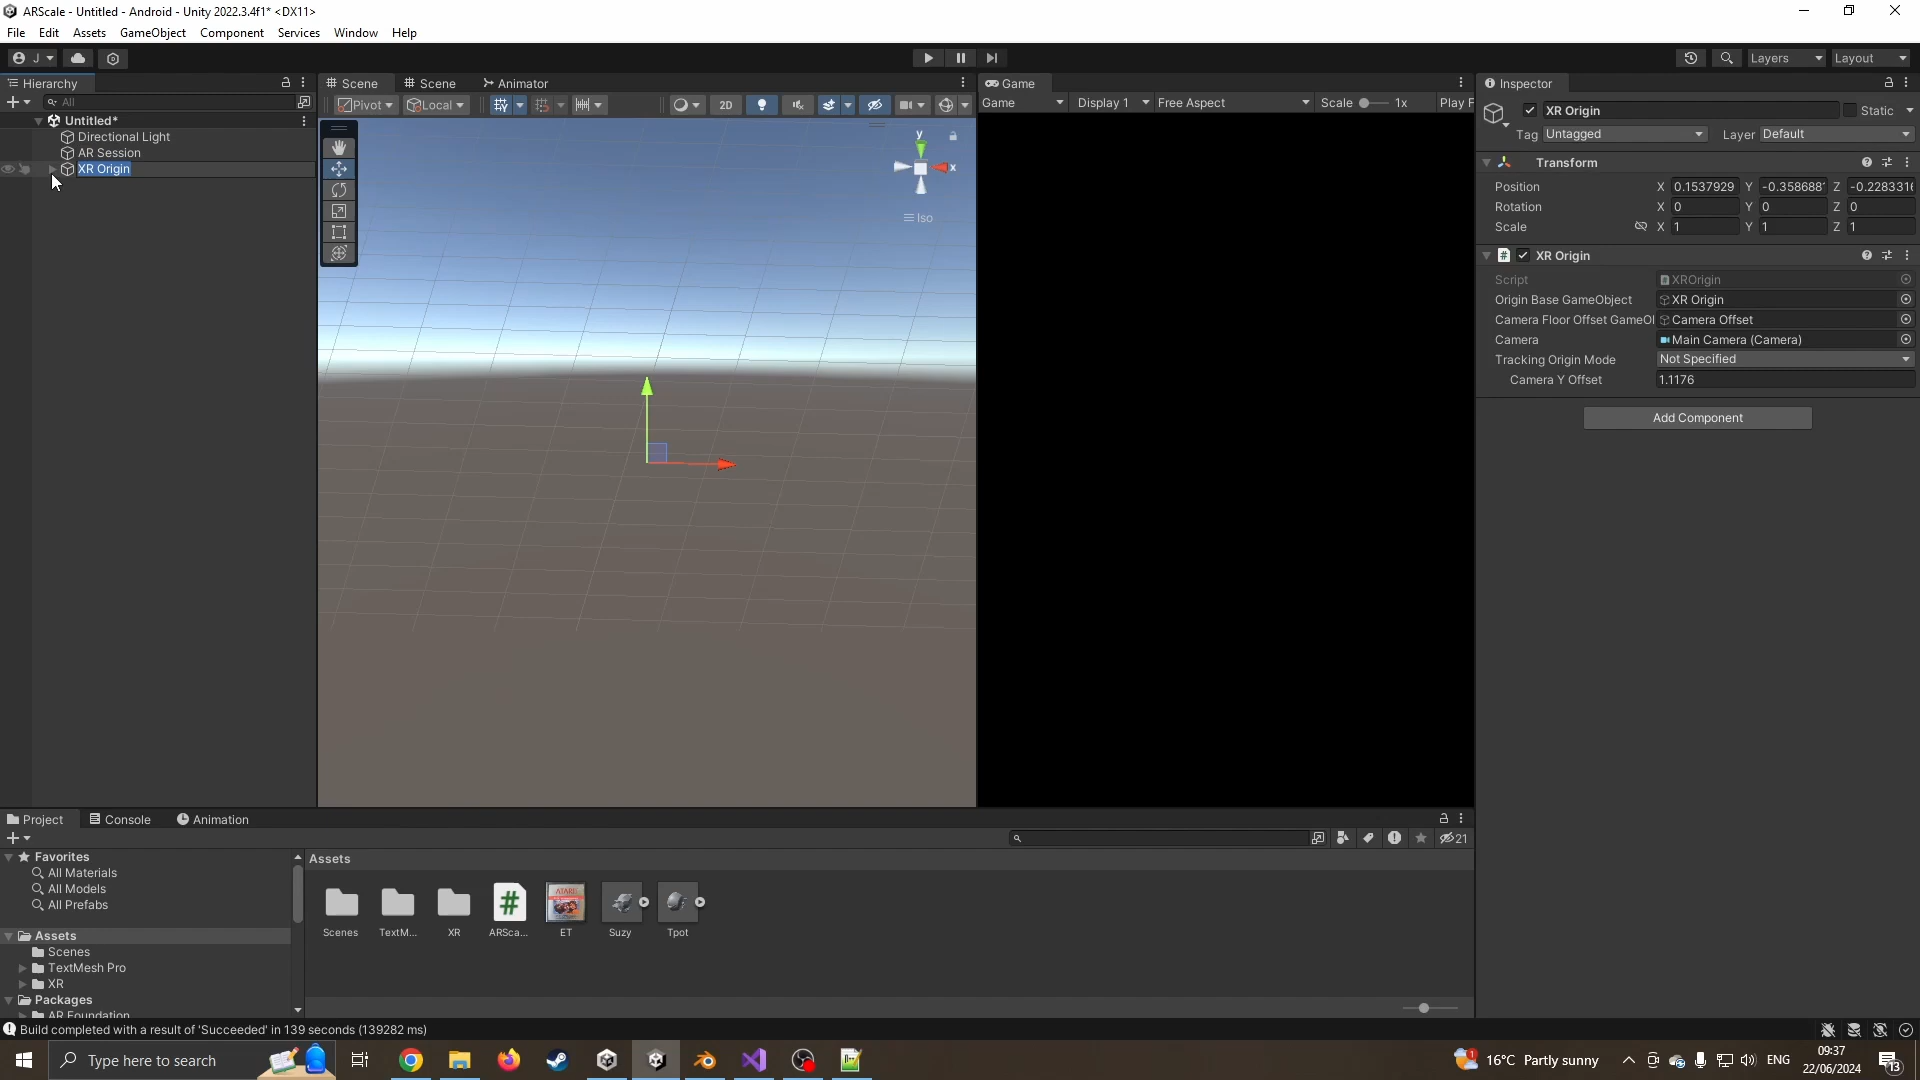 ARScale - Untitled - Android - Unity 2022.3.4f1* <DX11>
File Edit Assets GameObject Component Services Window Help
J Layers Layout
Hierarchy Scene Scene Animator Game Inspector
All Pivot Local 2D Game Display 1 Free Aspect Scale 1x Play F
XR Origin Static
Untitled*
Tag Untagged Layer Default
Directional Light
AR Session
XR Origin
Transform
Position X 0.1537929 Y -0.358688 Z -0.228331
Rotation X 0 Y 0 Z 0
Scale X 1 Y 1 Z 1
y
x
Iso
XR Origin
Script XROrigin
Origin Base GameObject XR Origin
Camera Floor Offset GameO Camera Offset
Camera Main Camera (Camera)
Tracking Origin Mode Not Specified
Camera Y Offset 1.1176
Add Component
Project Console Animation
21
Favorites Assets
All Materials
All Models
All Prefabs
Assets
Scenes
TextMesh Pro
XR
Packages
AR Foundation
ATARI
Scenes TextM... XR ARSca... ET Suzy Tpot
Build completed with a result of 'Succeeded' in 139 seconds (139282 ms)
Type here to search 16°C Partly sunny ENG 09:37
22/06/2024
13